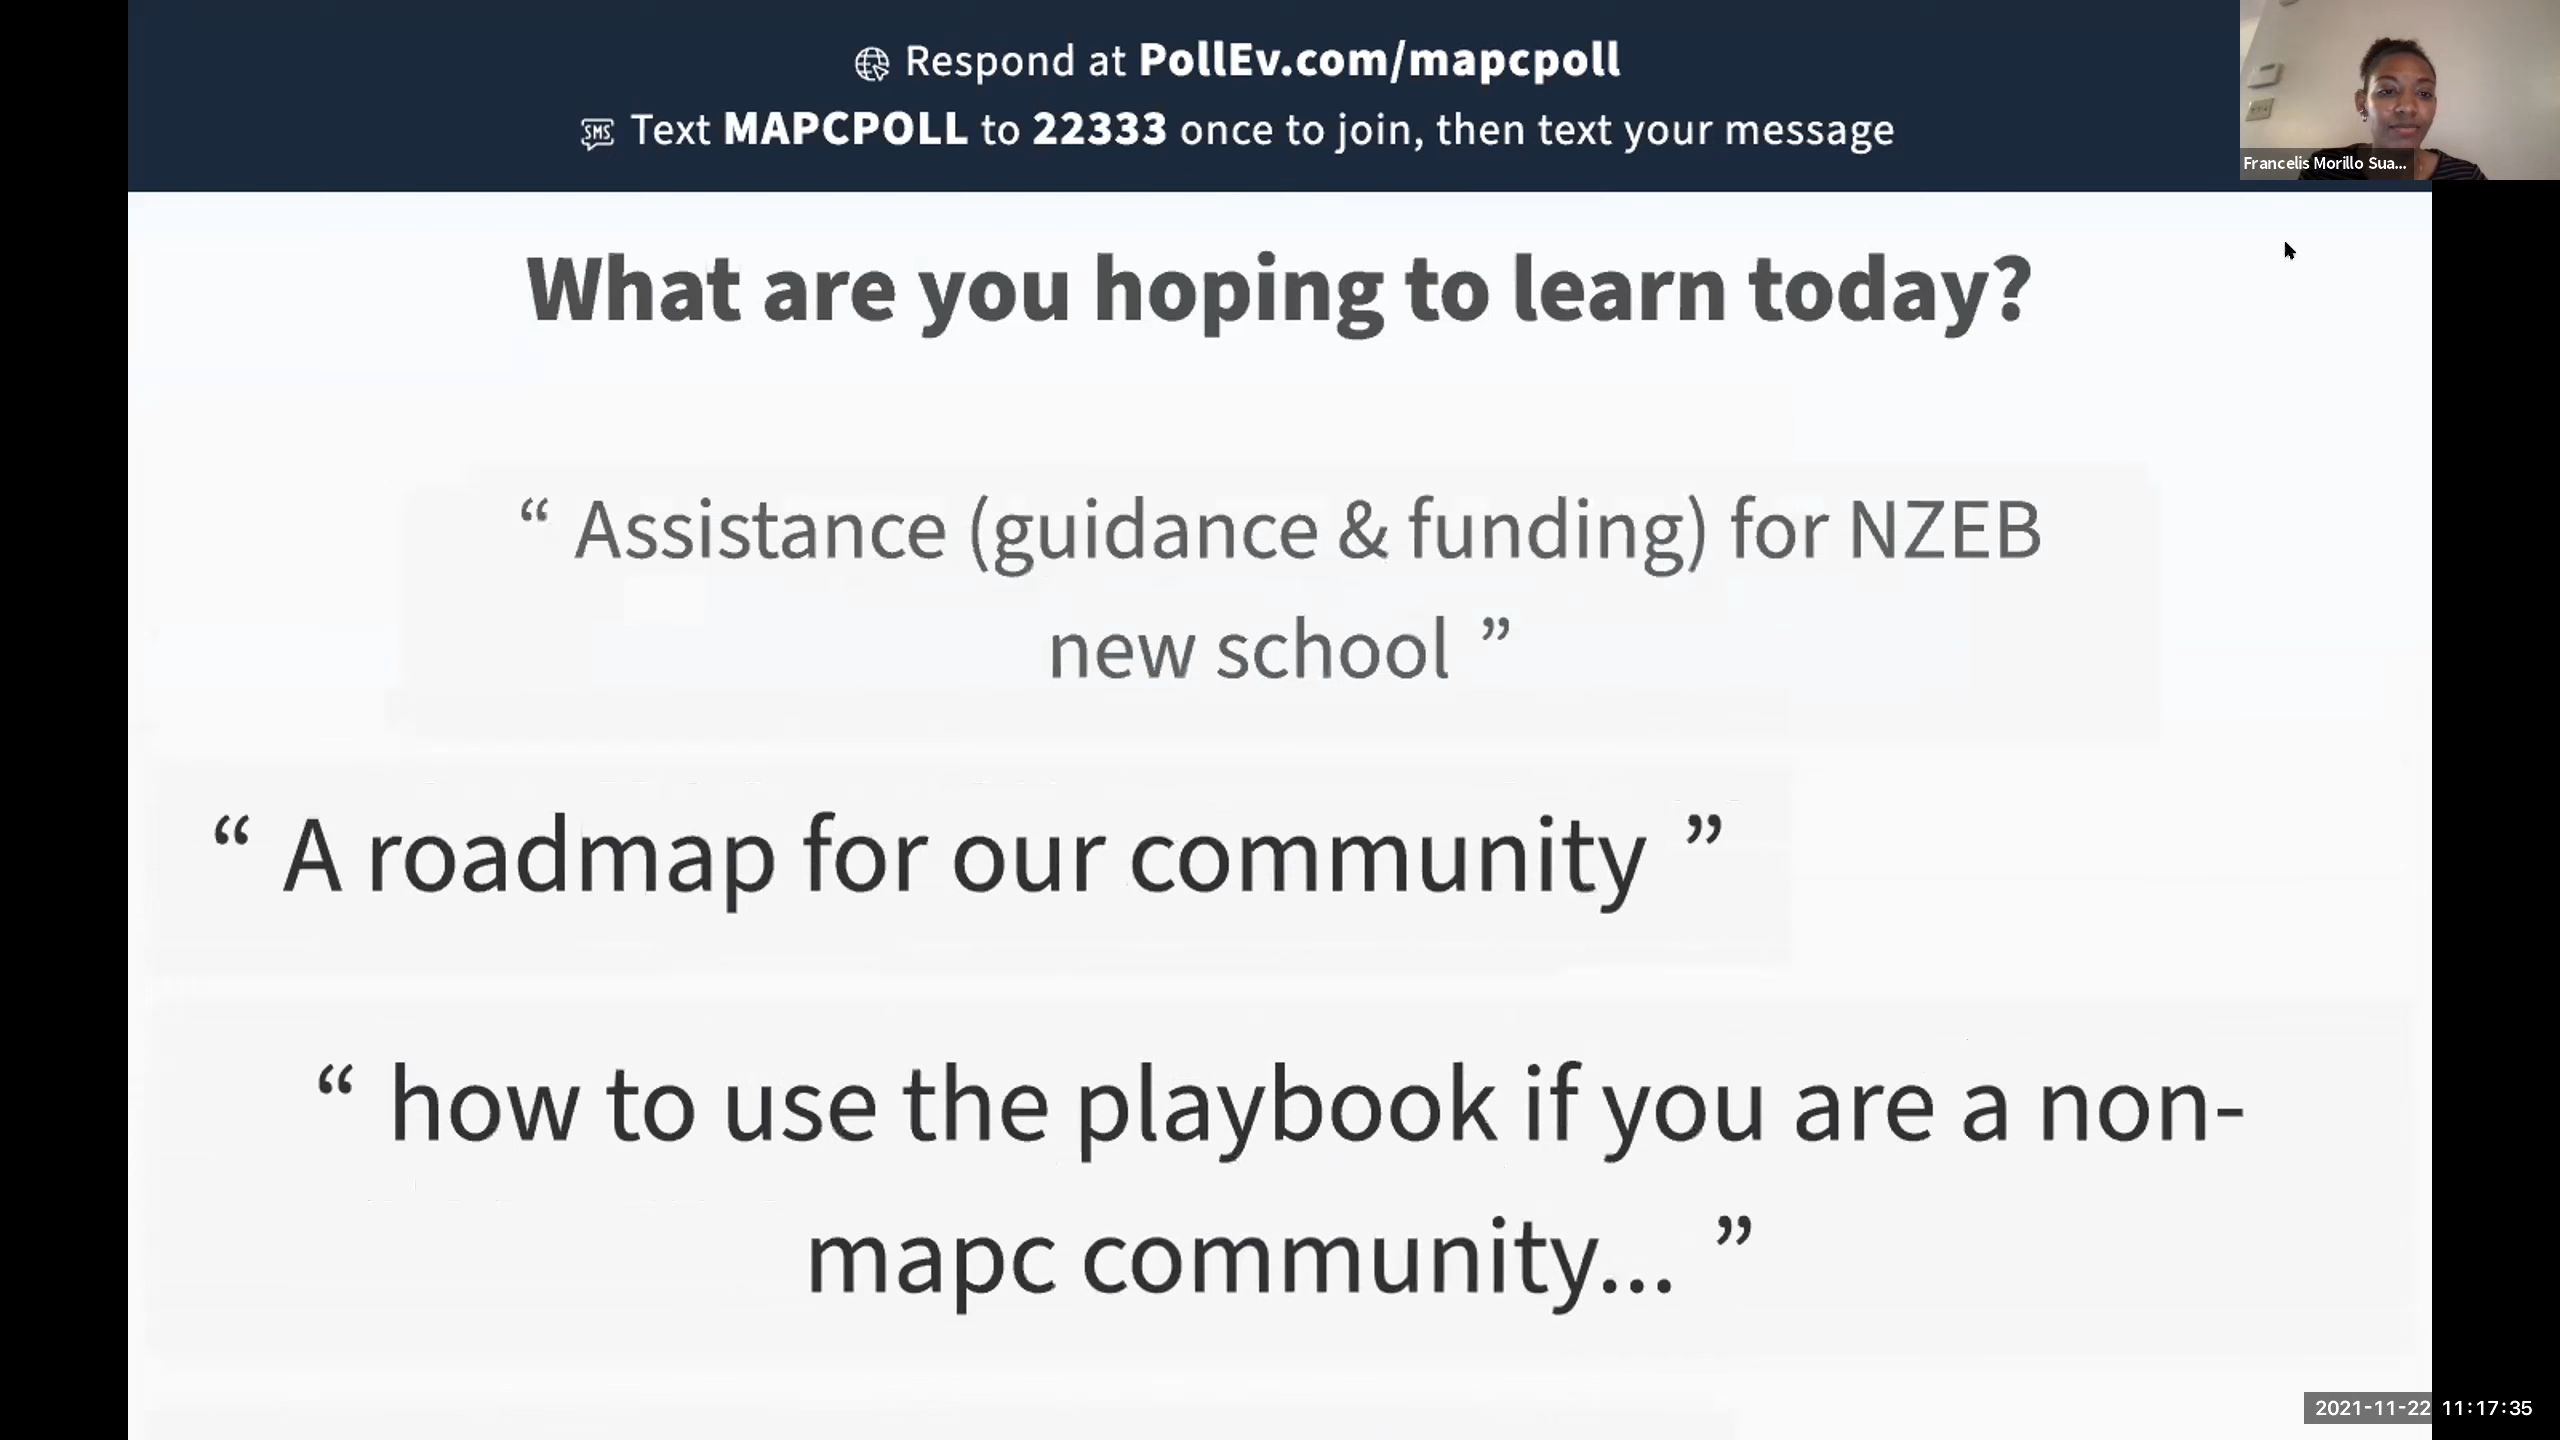 Respond at PollEv.com/mapcpoll
SMS Text MAPCPOLL to 22333 once to join, then text your message
Francelis Morillo Sua...
What are you hoping to learn today?
“ Assistance (guidance & funding) for NZEB
new school ”
“ A roadmap for our community ”
“ how to use the playbook if you are a non-
mapc community... ”
2021-11-22 11:17:35